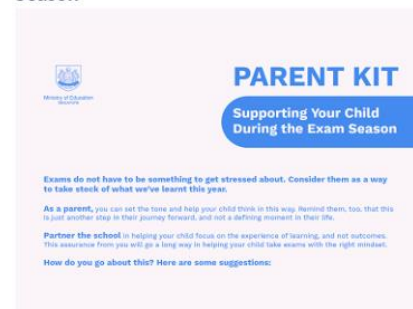 Ministry of Education
SINGAPORE
PARENT KIT
Supporting Your Child
During the Exam Season
Exams do not have to be something to get stressed about. Consider them as a way
to take stock of what we've learnt this year.
As a parent, you can set the tone and help your child think in this way. Remind them, too, that this
is just another step in their journey forward, and not a defining moment in their life.
Partner the school in helping your child focus on the experience of learning, and not outcomes.
This assurance from you will go a long way in helping your child take exams with the right mindset.
How do you go about this? Here are some suggestions: